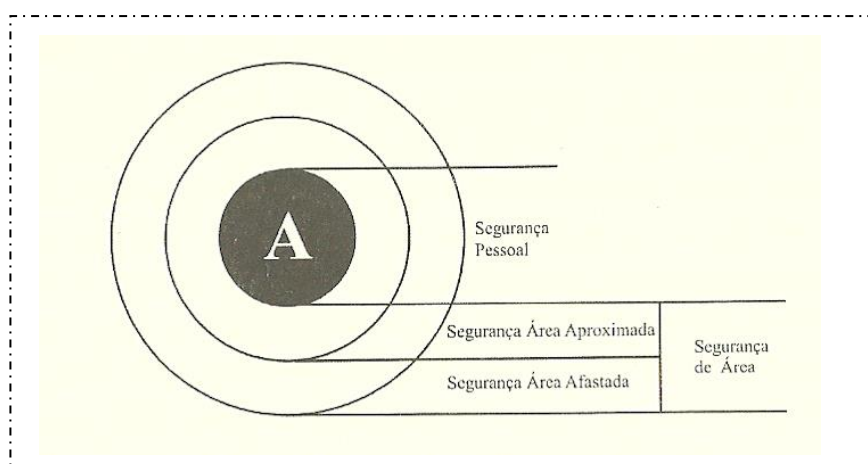 A
Segurança
Pessoal
Segurança Área Aproximada
Segurança
de Área
Segurança Área Afastada